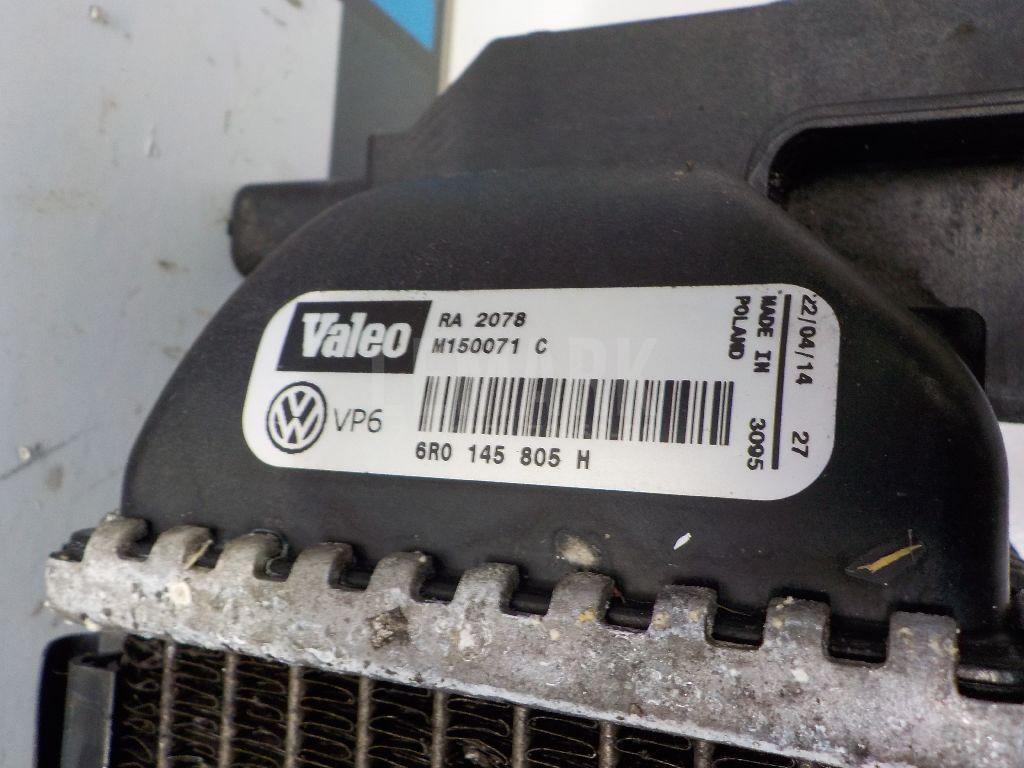 Valeo
RA 2078
M150071 C
VP6
6R0 145 805 H
MADE IN
POLAND
3095
22/04/14
27